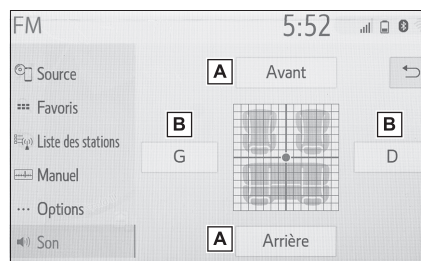 FM
5:52
Source
Favoris
Liste des stations
Manuel
Options
Son
A
Avant
B
G
B
D
A
Arrière